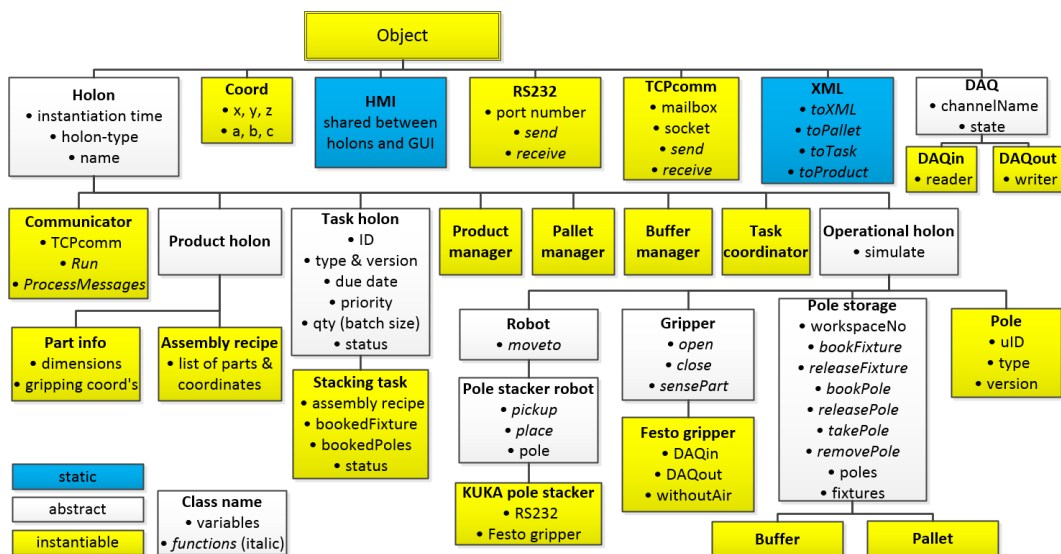 Object
Holon
• instantiation time
• holon-type
• name
Coord
• x, y, z
• a, b, c
HMI
shared between
holons and GUI
RS232
• port number
• send
• receive
TCPcomm
• mailbox
• socket
• send
• receive
XML
• toXML
• toPallet
• toTask
• toProduct
DAQ
• channelName
• state
DAQin
• reader
DAQout
• writer
Communicator
• TCPcomm
• Run
• ProcessMessages
Product holon
Task holon
• ID
• type & version
• due date
• priority
• qty (batch size)
• status
Product
manager
Pallet
manager
Buffer
manager
Task
coordinator
Operational holon
• simulate
Part info
• dimensions
• gripping coord's
Assembly recipe
• list of parts &
coordinates
Stacking task
• assembly recipe
• bookedFixture
• bookedPoles
• status
Robot
• moveto
Pole stacker robot
• pickup
• place
• pole
KUKA pole stacker
• RS232
• Festo gripper
Gripper
• open
• close
• sensePart
Festo gripper
• DAQin
• DAQout
• withoutAir
Pole storage
• workspaceNo
• bookFixture
• releaseFixture
• bookPole
• releasePole
• takePole
• removePole
• poles
• fixtures
Pole
• uID
• type
• version
Buffer
Pallet
static
abstract
instantiable
Class name
• variables
• functions (italic)